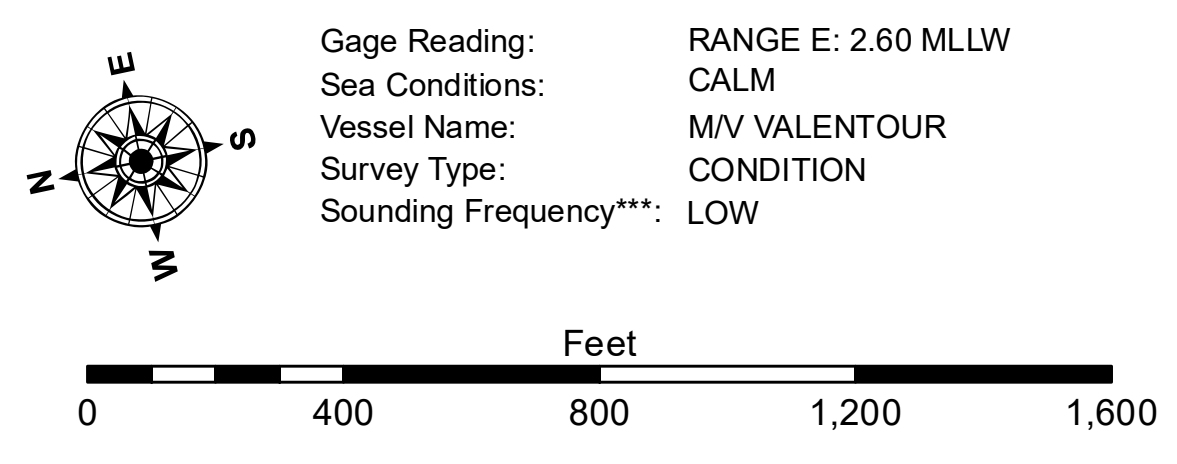 E
S
N
W
Gage Reading: RANGE E: 2.60 MLLW
Sea Conditions: CALM
Vessel Name: M/V VALENTOUR
Survey Type: CONDITION
Sounding Frequency***: LOW
Feet
0 400 800 1,200 1,600